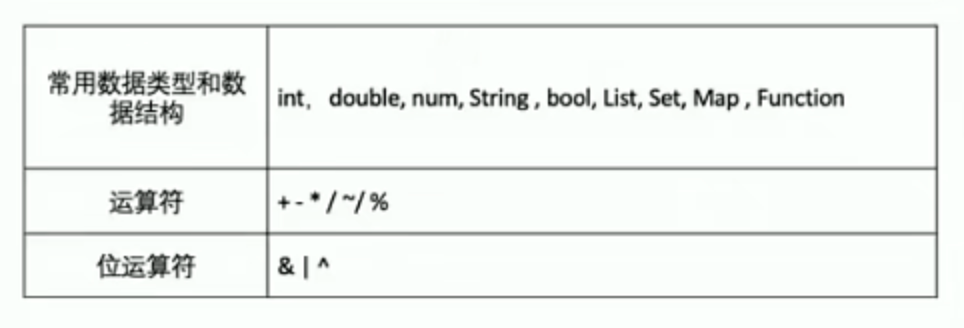 常用数据类型和数
据结构
int, double, num, String , bool, List, Set, Map , Function
运算符
+ - * / ~/ %
位运算符
& | ^